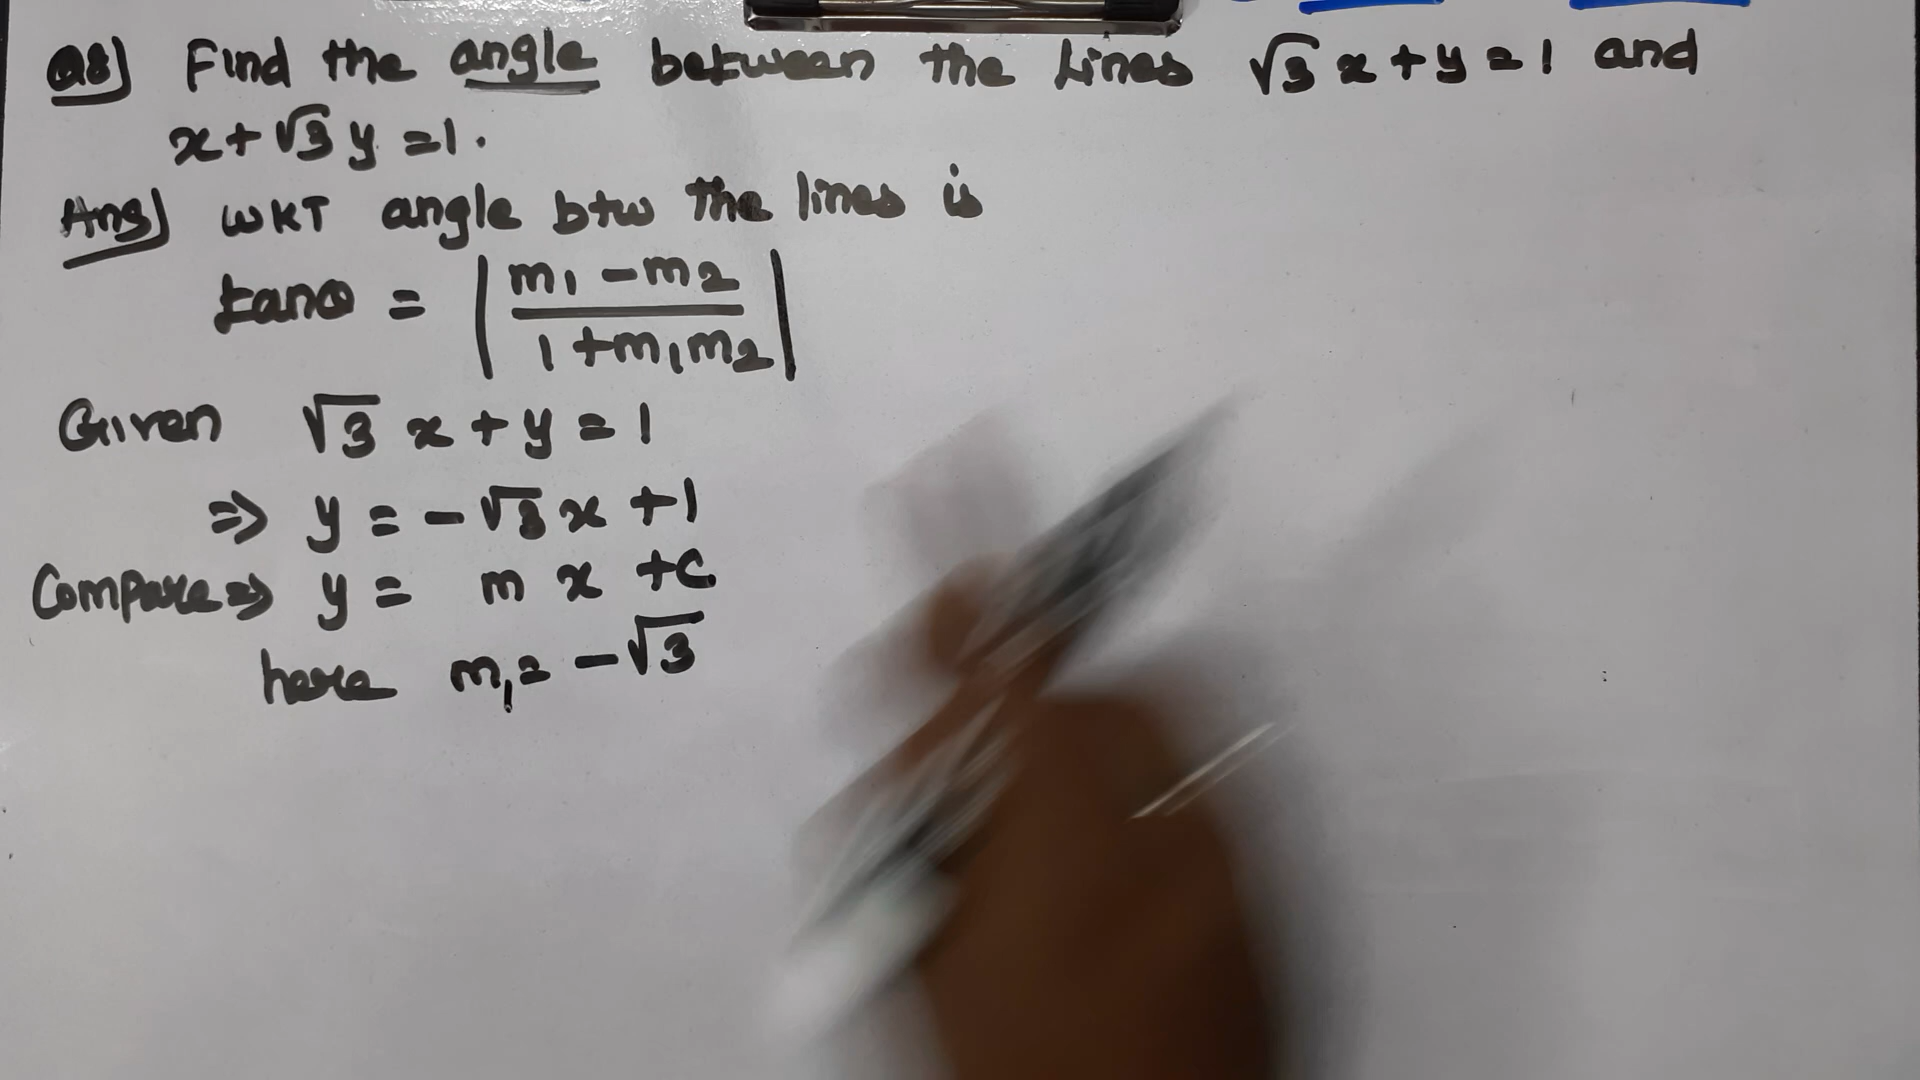 Q8) Find the angle between the lines √3 x + y = 1 and
x + √3 y = 1.
Ans) WKT angle btw the lines is
tanθ = | m1 - m2 / 1 + m1m2 |
Given √3 x + y = 1
⇒ y = - √3 x + 1
Compare ⇒ y = m x + c
here m1 = - √3